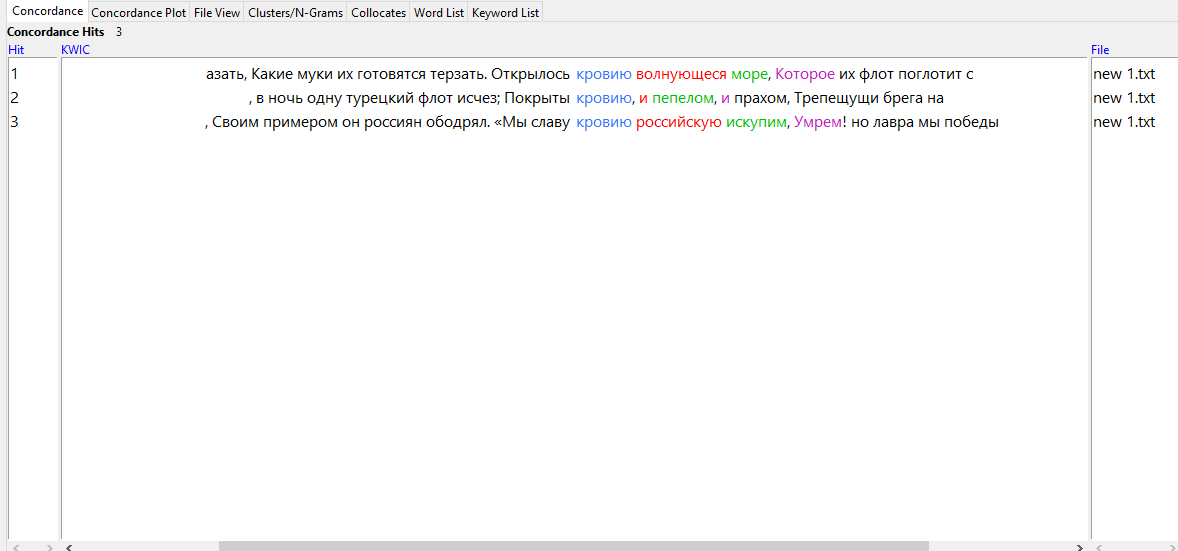 Concordance Concordance Plot File View Clusters/N-Grams Collocates Word List Keyword List
Concordance Hits 3
Hit KWIC File
1 азать, Какие муки их готовятся терзать. Открылось кровию волнующеся море, Которое их флот поглотит с new 1.txt
2 , в ночь одну турецкий флот исчез; Покрыты кровию, и пепелом, и прахом, Трепещущи брега на new 1.txt
3 , Своим примером он россиян ободрял. «Мы славу кровию российскую искупим, Умрем! но лавра мы победы new 1.txt